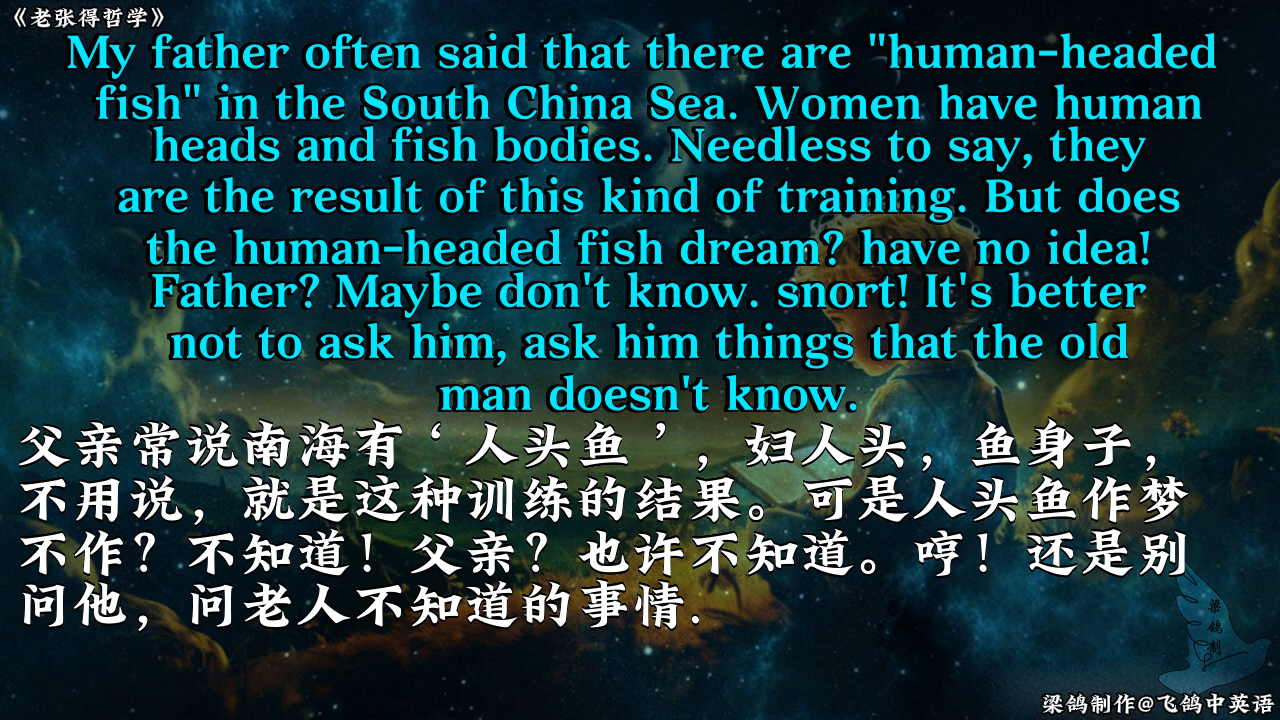 《老张得哲学》
My father often said that there are "human-headed
fish" in the South China Sea. Women have human
heads and fish bodies. Needless to say, they
are the result of this kind of training. But does
the human-headed fish dream? have no idea!
Father? Maybe don't know. snort! It's better
not to ask him, ask him things that the old
man doesn't know.
父亲常说南海有‘人头鱼’，妇人头，鱼身子，
不用说，就是这种训练的结果。可是人头鱼作梦
不作？不知道！父亲？也许不知道。哼！还是别
问他，问老人不知道的事情.
梁鸽制
梁鸽制作@飞鸽中英语